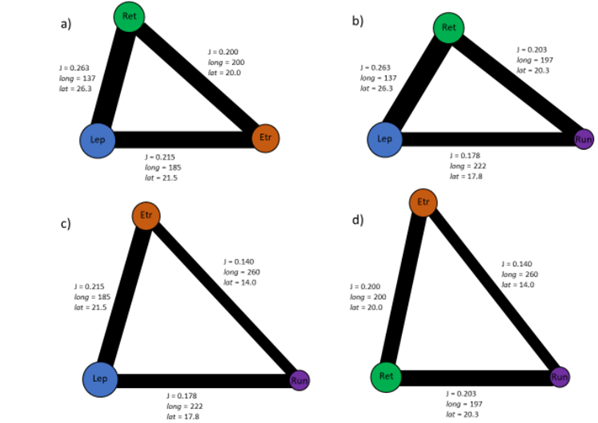 a)
Ret
J = 0.263
long = 137
lat = 26.3
J = 0.200
long = 200
lat = 20.0
Lep
Etr
J = 0.215
long = 185
lat = 21.5
b)
Ret
J = 0.263
long = 137
lat = 26.3
J = 0.203
long = 197
lat = 20.3
Lep
Run
J = 0.178
long = 222
lat = 17.8
c)
Etr
J = 0.215
long = 185
lat = 21.5
J = 0.140
long = 260
lat = 14.0
Lep
Run
J = 0.178
long = 222
lat = 17.8
d)
Etr
J = 0.200
long = 200
lat = 20.0
J = 0.140
long = 260
lat = 14.0
Ret
Run
J = 0.203
long = 197
lat = 20.3